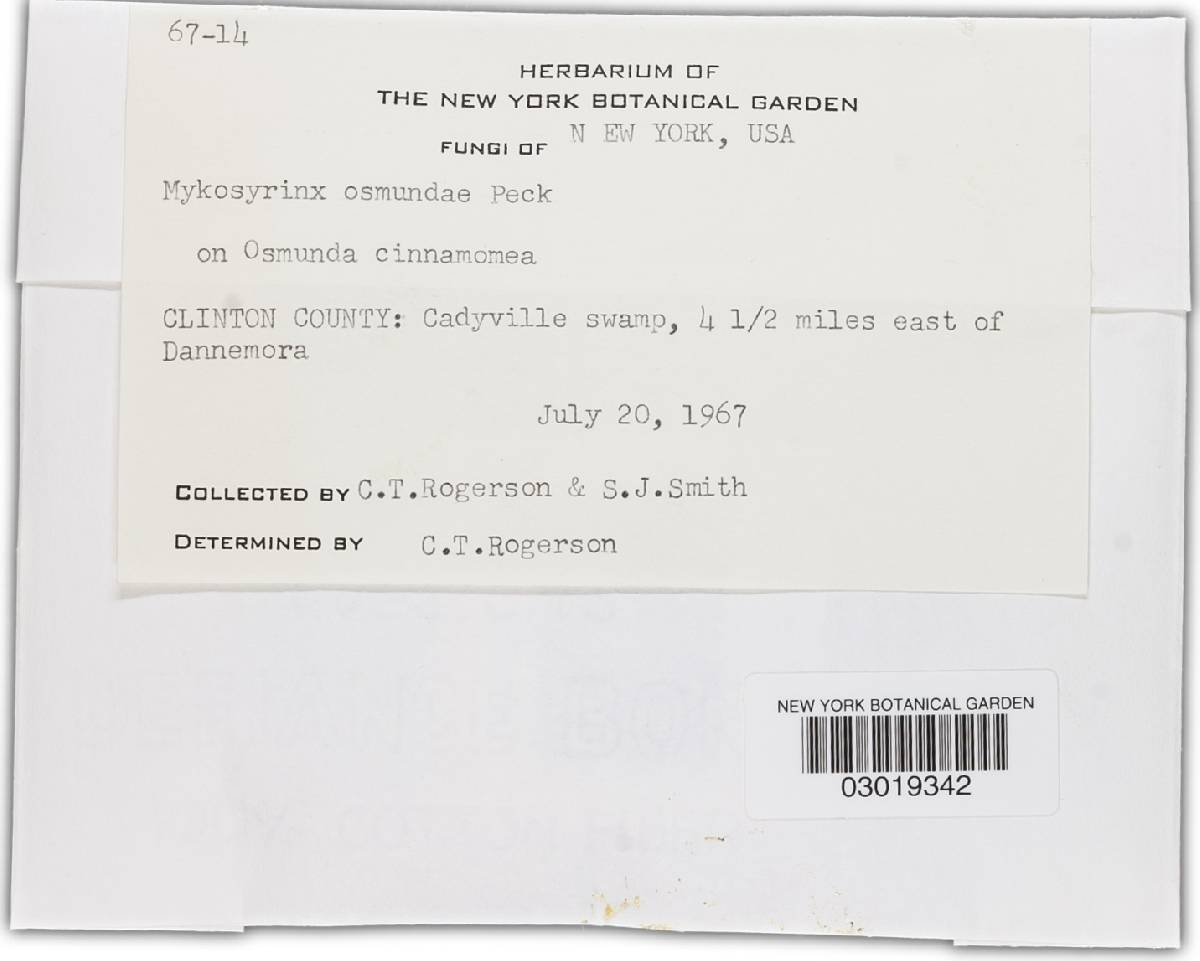 67-14
HERBARIUM OF
THE NEW YORK BOTANICAL GARDEN
FUNGI OF N EW YORK, USA
Mykosyrinx osmundae Peck
on Osmunda cinnamomea
CLINTON COUNTY: Cadyville swamp, 4 1/2 miles east of
Dannemora
July 20, 1967
COLLECTED BY C.T.Rogerson & S.J.Smith
DETERMINED BY C.T.Rogerson
NEW YORK BOTANICAL GARDEN
03019342